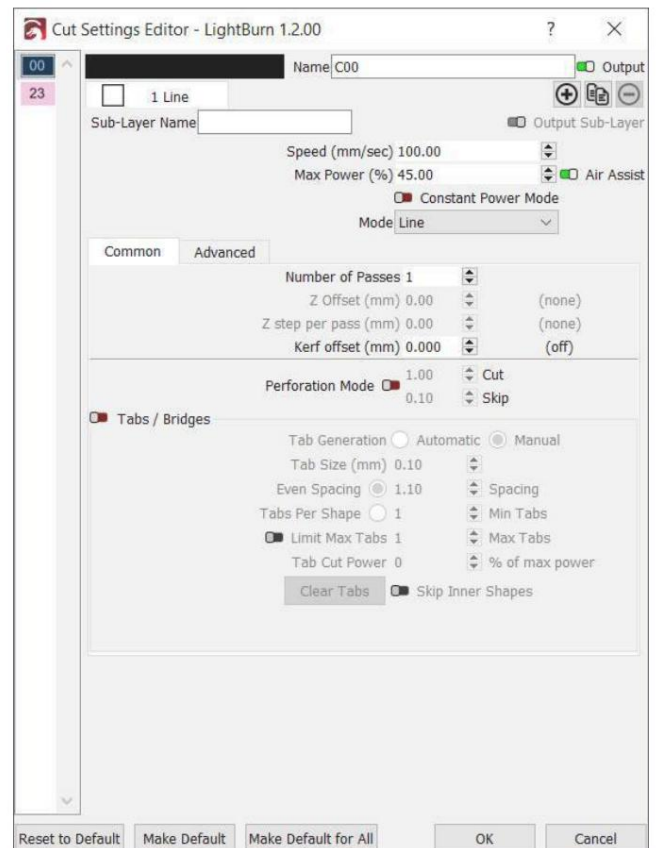 Cut Settings Editor - LightBurn 1.2.00 ? ×
00 Name C00 Output
23 1 Line
Sub-Layer Name Output Sub-Layer
Speed (mm/sec) 100.00
Max Power (%) 45.00 Air Assist
Constant Power Mode
Mode Line
Common Advanced
Number of Passes 1
Z Offset (mm) 0.00 (none)
Z step per pass (mm) 0.00 (none)
Kerf offset (mm) 0.000 (off)
Perforation Mode 1.00 Cut
0.10 Skip
Tabs / Bridges
Tab Generation Automatic Manual
Tab Size (mm) 0.10
Even Spacing 1.10 Spacing
Tabs Per Shape 1 Min Tabs
Limit Max Tabs 1 Max Tabs
Tab Cut Power 0 % of max power
Clear Tabs Skip Inner Shapes
Reset to Default Make Default Make Default for All OK Cancel